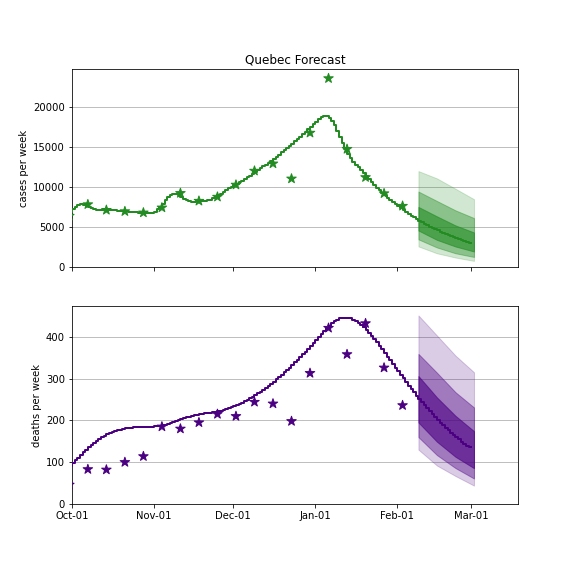 Quebec Forecast
cases per week
20000
15000
10000
5000
0
deaths per week
400
300
200
100
0
Oct-01 Nov-01 Dec-01 Jan-01 Feb-01 Mar-01